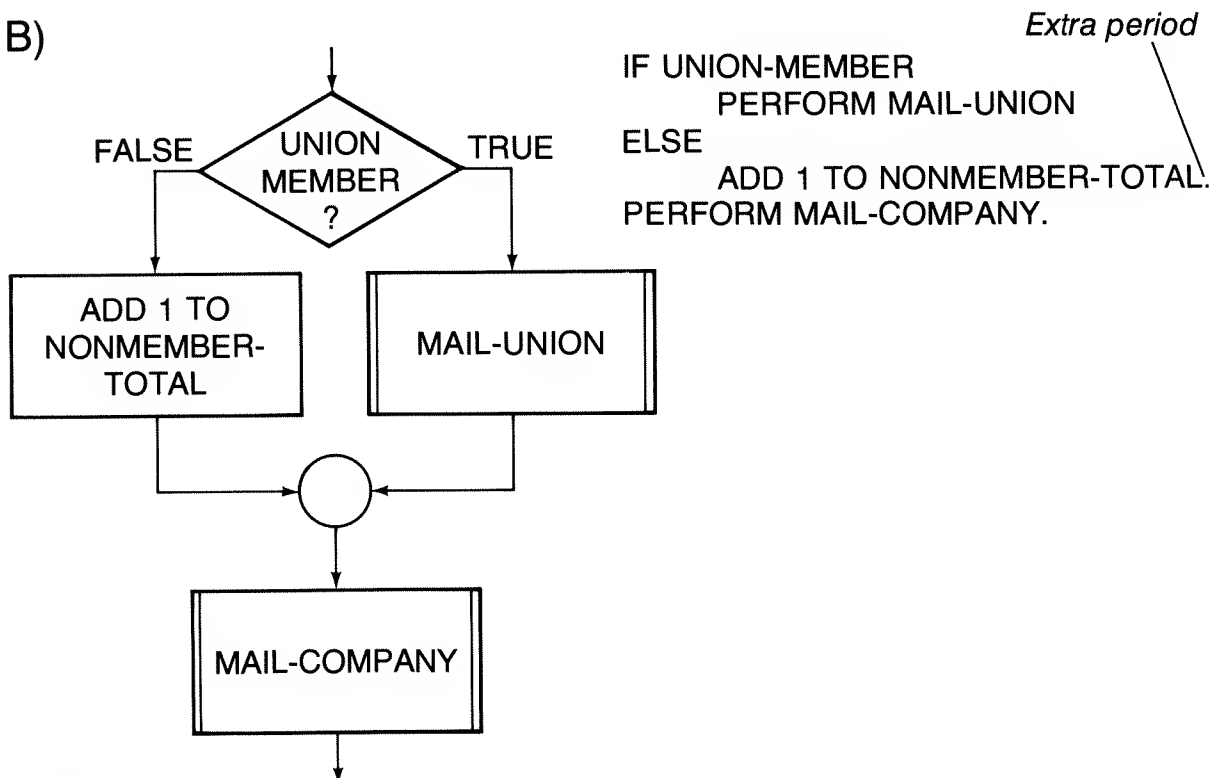 B)
Extra period
IF UNION-MEMBER
PERFORM MAIL-UNION
ELSE
ADD 1 TO NONMEMBER-TOTAL.
PERFORM MAIL-COMPANY.
FALSE
UNION
MEMBER
?
TRUE
ADD 1 TO
NONMEMBER-
TOTAL
MAIL-UNION
MAIL-COMPANY